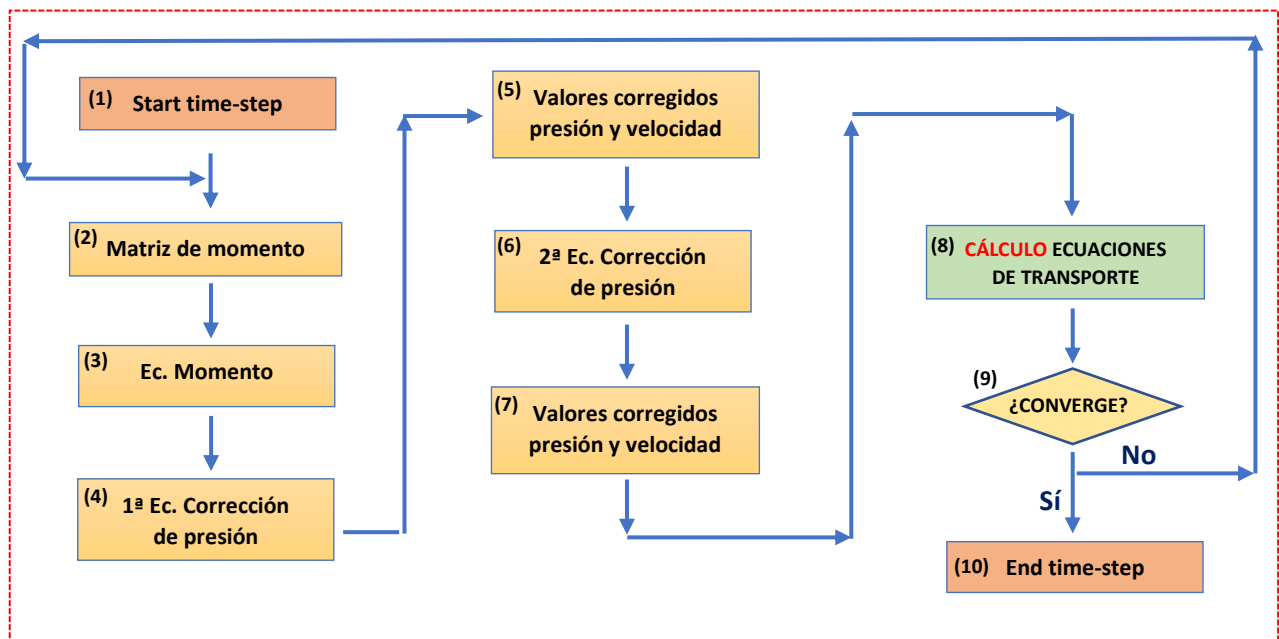 (1) Start time-step
(2) Matriz de momento
(3) Ec. Momento
(4) 1ª Ec. Corrección
de presión
(5) Valores corregidos
presión y velocidad
(6) 2ª Ec. Corrección
de presión
(7) Valores corregidos
presión y velocidad
(8) CÁLCULO ECUACIONES
DE TRANSPORTE
(9) ¿CONVERGE?
No
Sí
(10) End time-step